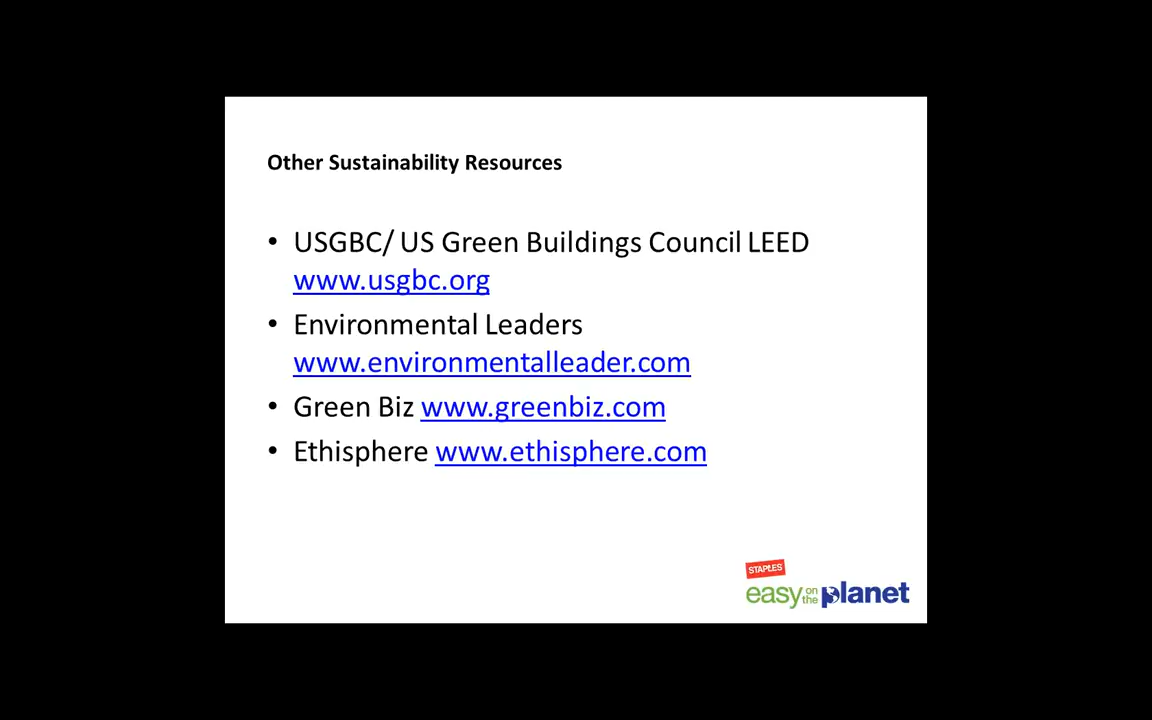 Other Sustainability Resources
• USGBC/ US Green Buildings Council LEED
www.usgbc.org
• Environmental Leaders
www.environmentalleader.com
• Green Biz www.greenbiz.com
• Ethisphere www.ethisphere.com
STAPLES
easy on the planet